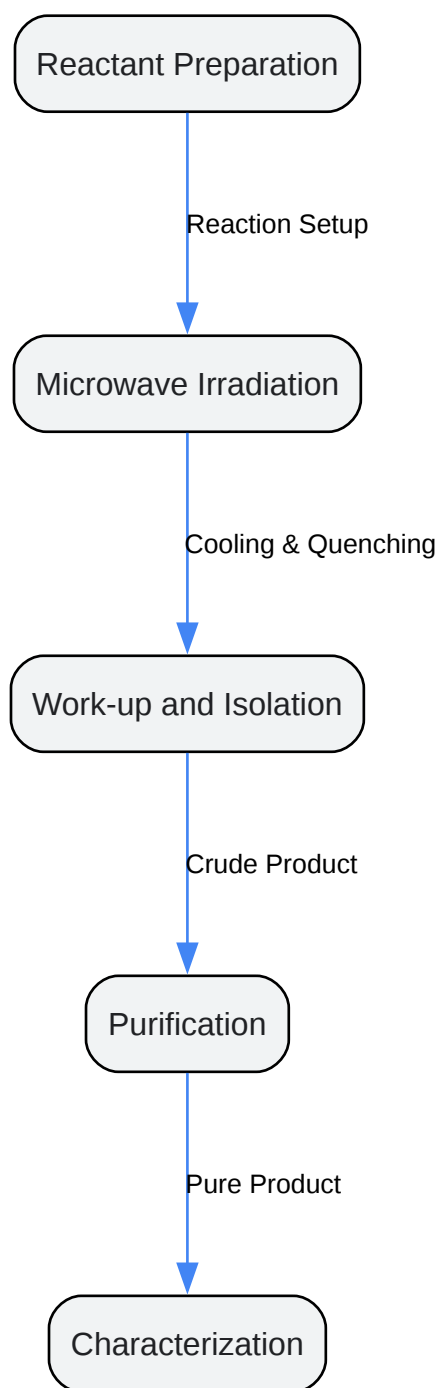 Reactant Preparation
Reaction Setup
Microwave Irradiation
Cooling & Quenching
Work-up and Isolation
Crude Product
Purification
Pure Product
Characterization